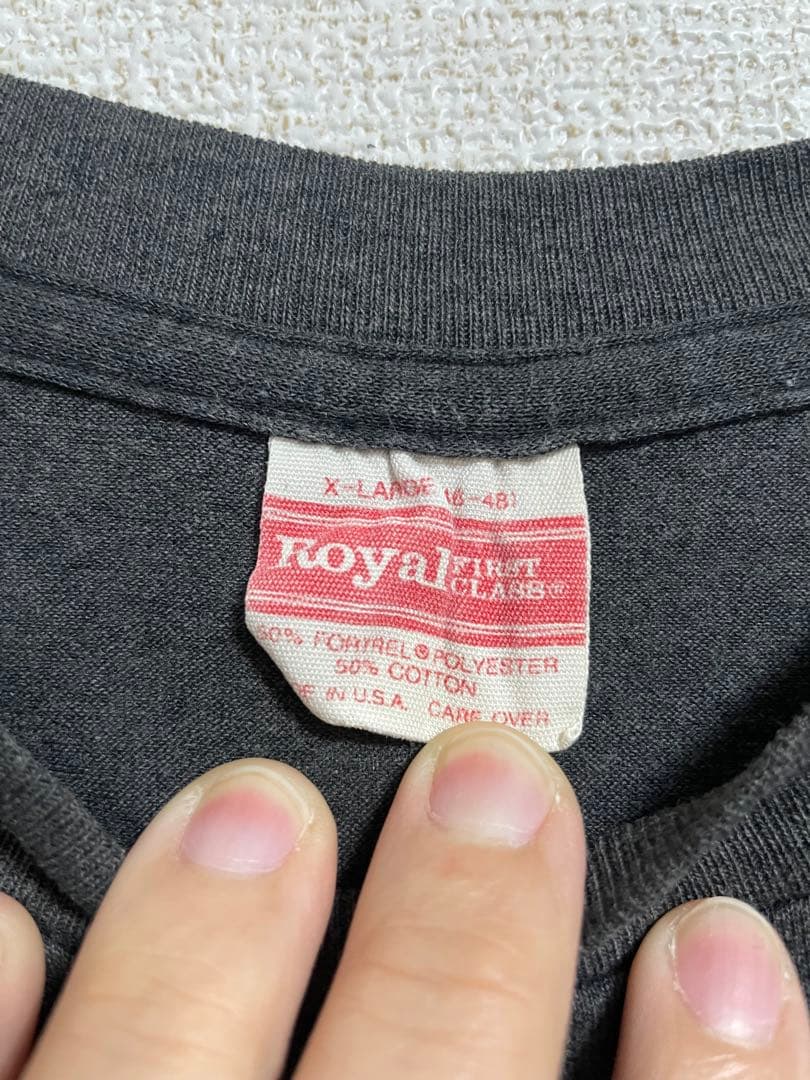 X-LARGE (46-48)
Royal FIRST CLASS®
50% FORTREL® POLYESTER
50% COTTON
IN U.S.A. CARE OVER